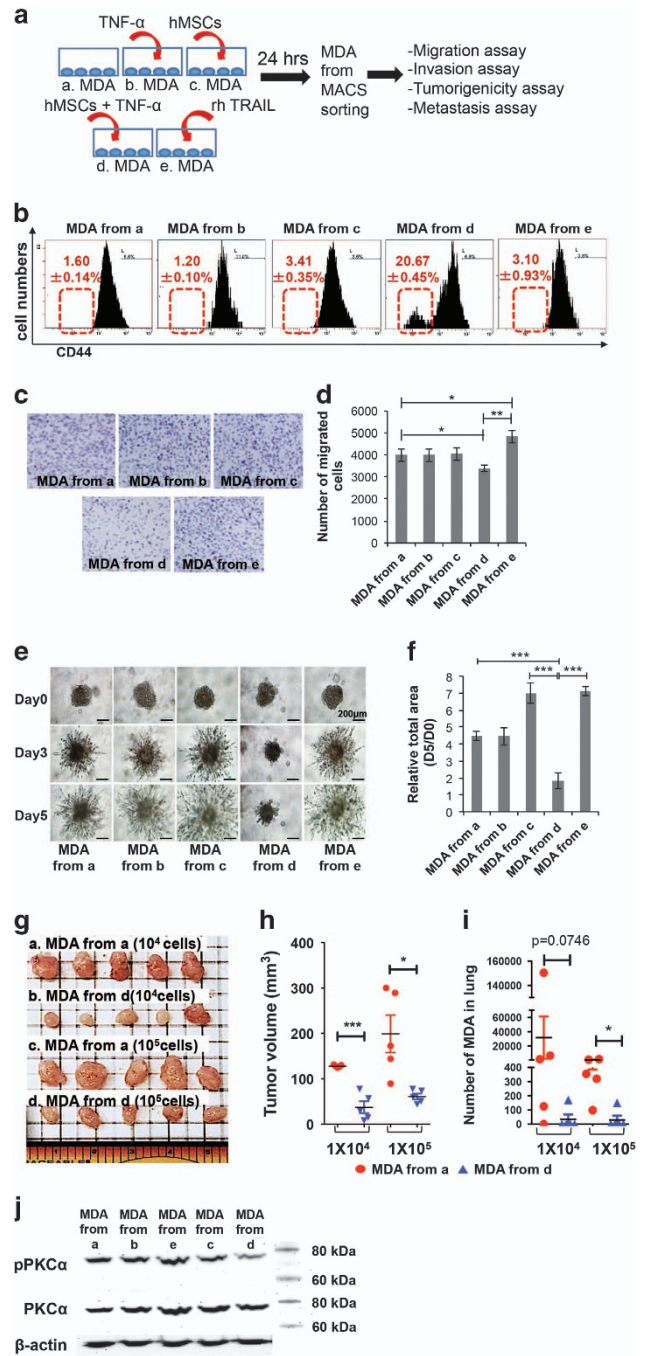 a
TNF-α hMSCs
a. MDA b. MDA c. MDA
hMSCs + TNF-α rh TRAIL
d. MDA e. MDA
24 hrs
MDA
from
MACS
sorting
-Migration assay
-Invasion assay
-Tumorigenicity assay
-Metastasis assay
b
MDA from a MDA from b MDA from c MDA from d MDA from e
cell numbers
1.60
±0.14%
1.20
±0.10%
3.41
±0.35%
20.67
±0.45%
3.10
±0.93%
CD44
c
MDA from a MDA from b MDA from c
MDA from d MDA from e
d
Number of migrated
cells
6000
5000
4000
3000
2000
1000
0
* * **
MDA from a MDA from b MDA from c MDA from d MDA from e
e
Day0
200μm
Day3
Day5
MDA
from a
MDA
from b
MDA
from c
MDA
from d
MDA
from e
f
Relative total area
(D5/D0)
8
7
6
5
4
3
2
1
0
*** *** ***
MDA from a MDA from b MDA from c MDA from d MDA from e
g
a. MDA from a (10⁴ cells)
b. MDA from d (10⁴cells)
c. MDA from a (10⁵cells)
d. MDA from d (10⁵cells)
1 2 3 4 5
h
Tumor volume (mm³)
400
300
200
100
0
*** *
1X10⁴ 1X10⁵
i
p=0.0746
Number of MDA in lung
160000
140000
60000
40000
20000
400
300
200
100
0
*
1X10⁴ 1X10⁵
MDA from a MDA from d
j
MDA
from
a
MDA
from
b
MDA
from
e
MDA
from
c
MDA
from
d
pPKCα
80 kDa
60 kDa
PKCα
80 kDa
60 kDa
β-actin